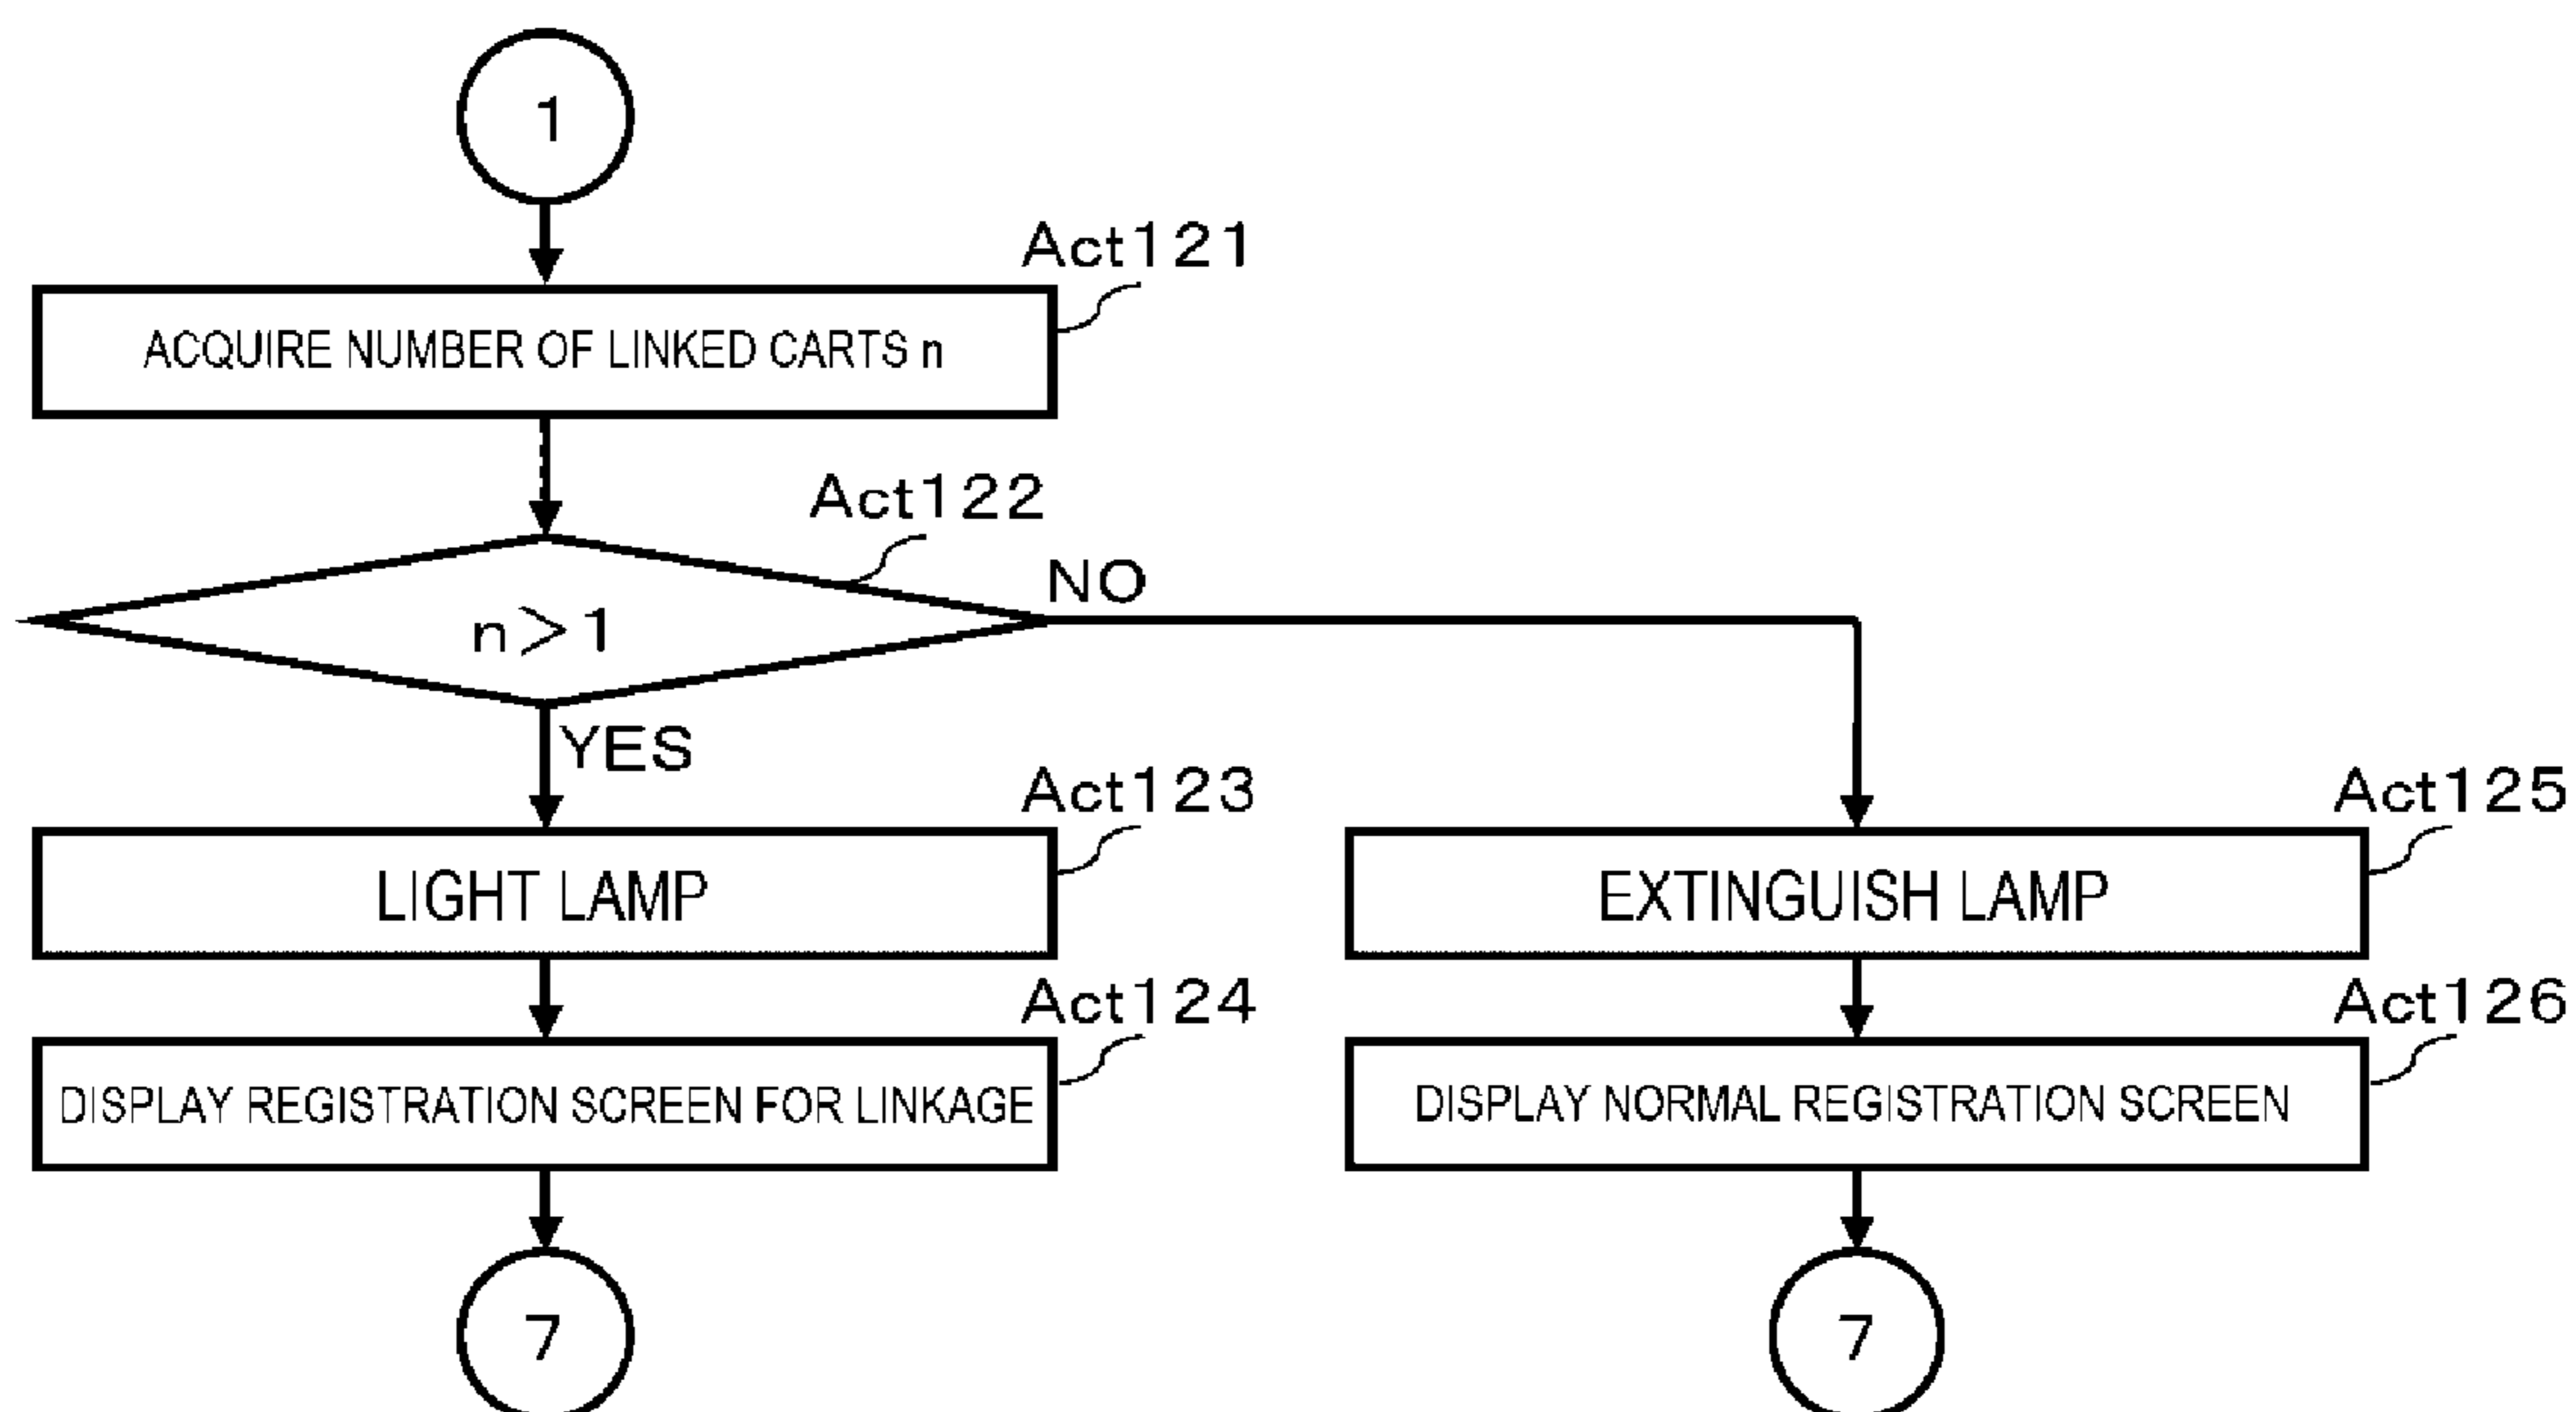 1
Act121
ACQUIRE NUMBER OF LINKED CARTS n
Act122
n>1
NO
YES
Act123
LIGHT LAMP
Act125
EXTINGUISH LAMP
Act124
DISPLAY REGISTRATION SCREEN FOR LINKAGE
Act126
DISPLAY NORMAL REGISTRATION SCREEN
7
7